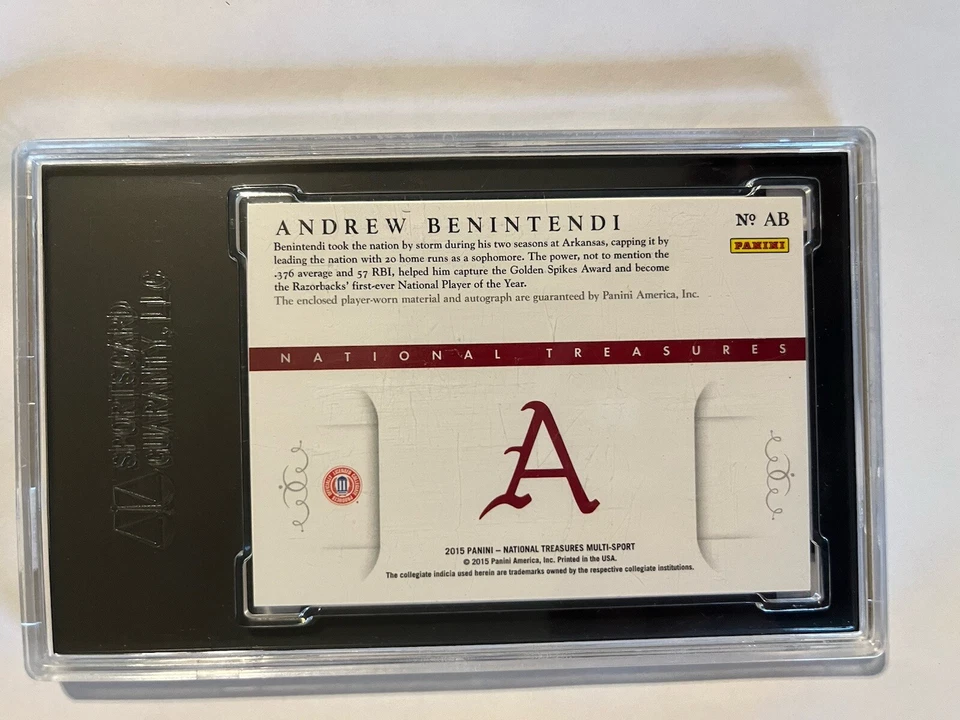 ANDREW BENINTENDI
Nº AB
PANINI
Benintendi took the nation by storm during his two seasons at Arkansas, capping it by
leading the nation with 20 home runs as a sophomore. The power, not to mention the
.376 average and 57 RBI, helped him capture the Golden Spikes Award and become
the Razorbacks' first-ever National Player of the Year.
The enclosed player-worn material and autograph are guaranteed by Panini America, Inc.
NATIONAL TREASURES
A
2015 PANINI – NATIONAL TREASURES MULTI-SPORT
© 2015 Panini America, Inc. Printed in the USA.
The collegiate indicia used herein are trademarks owned by the respective collegiate institutions.
SPORTSCARD
GUARANTY, LLC